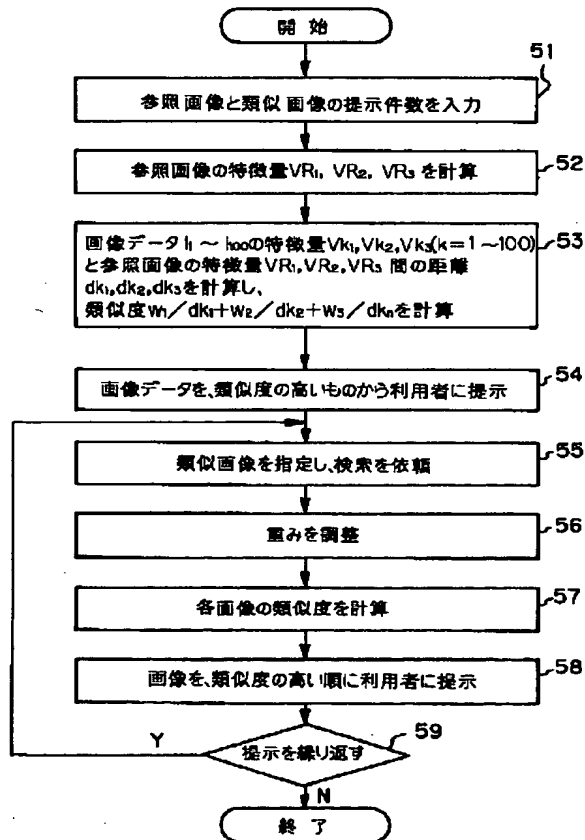 開始
51
参照画像と類似画像の提示件数を入力
52
参照画像の特徴量VR₁, VR₂, VR₃を計算
53
画像データI₁～I₁₀₀の特徴量Vk₁,Vk₂,Vk₃(k=1～100)
と参照画像の特徴量VR₁,VR₂,VR₃間の距離
dk₁,dk₂,dk₃を計算し、
類似度w₁/dk₁+w₂/dk₂+w₃/dkₙを計算
54
画像データを、類似度の高いものから利用者に提示
55
類似画像を指定し、検索を依頼
56
重みを調整
57
各画像の類似度を計算
58
画像を、類似度の高い順に利用者に提示
59
提示を繰り返す
Y
N
終了